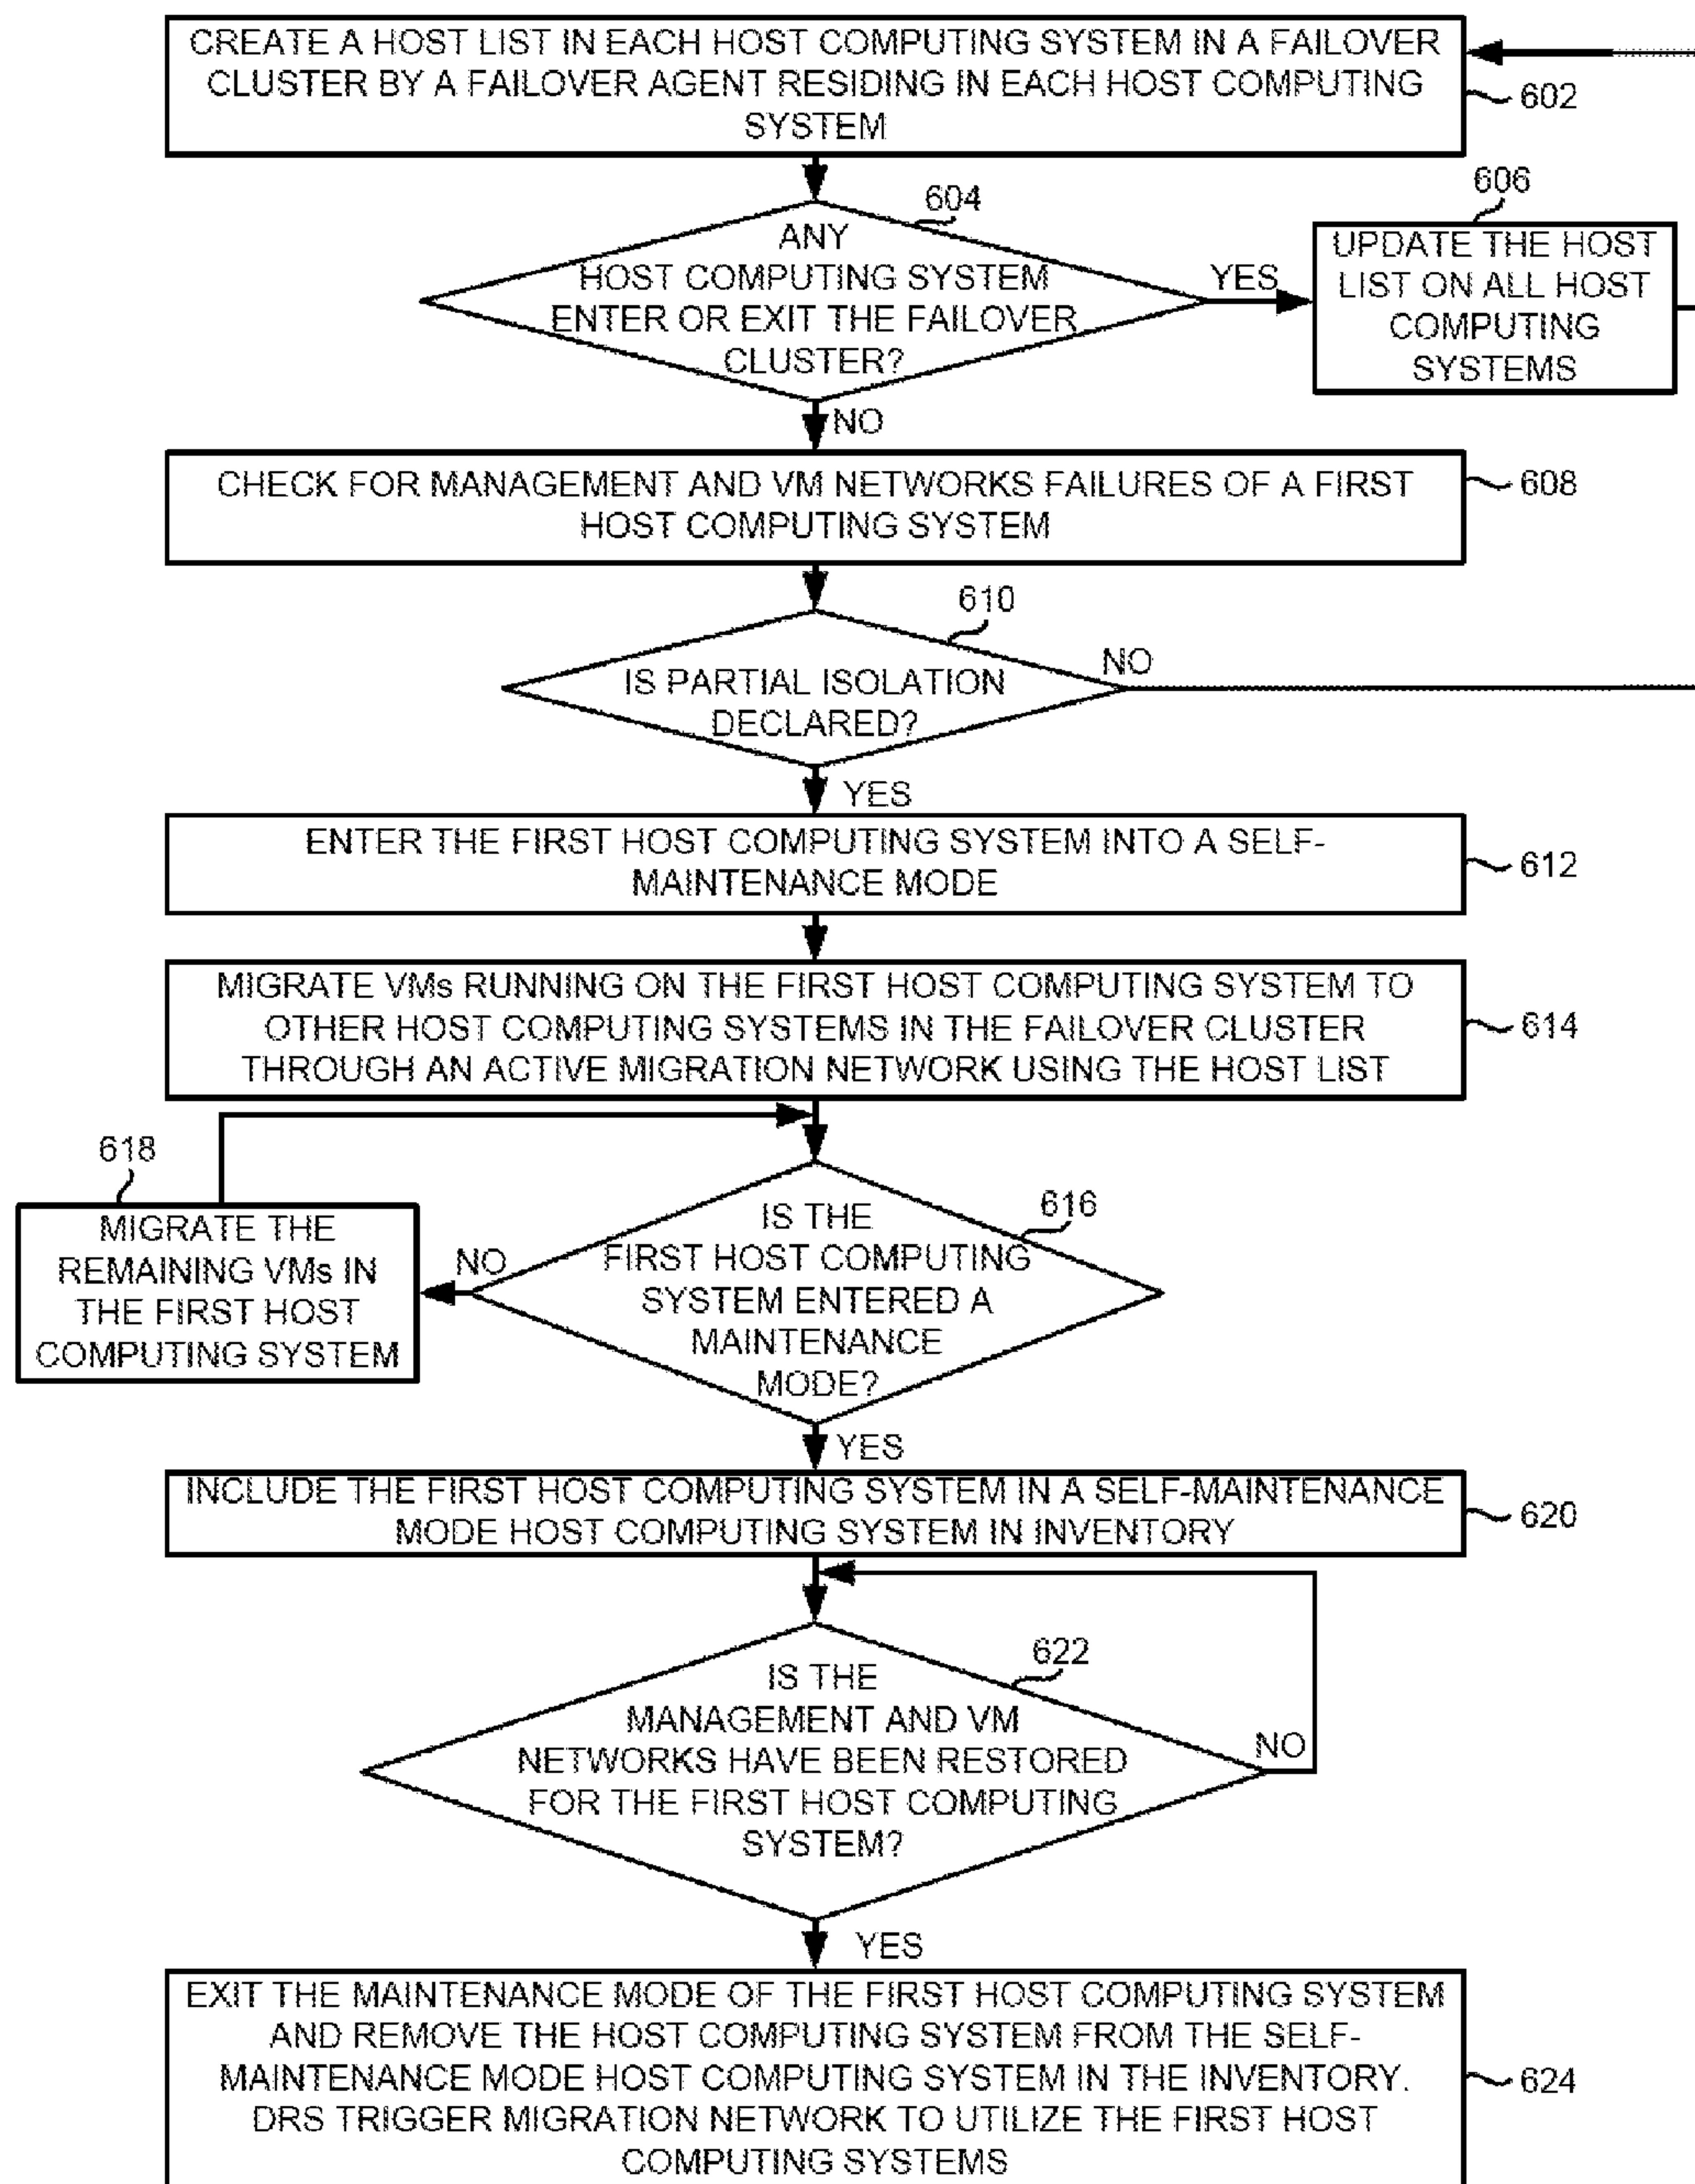 CREATE A HOST LIST IN EACH HOST COMPUTING SYSTEM IN A FAILOVER
CLUSTER BY A FAILOVER AGENT RESIDING IN EACH HOST COMPUTING
SYSTEM
602
604
ANY
HOST COMPUTING SYSTEM
ENTER OR EXIT THE FAILOVER
CLUSTER?
YES
606
UPDATE THE HOST
LIST ON ALL HOST
COMPUTING
SYSTEMS
NO
CHECK FOR MANAGEMENT AND VM NETWORKS FAILURES OF A FIRST
HOST COMPUTING SYSTEM
608
610
IS PARTIAL ISOLATION
DECLARED?
NO
YES
ENTER THE FIRST HOST COMPUTING SYSTEM INTO A SELF-
MAINTENANCE MODE
612
MIGRATE VMs RUNNING ON THE FIRST HOST COMPUTING SYSTEM TO
OTHER HOST COMPUTING SYSTEMS IN THE FAILOVER CLUSTER
THROUGH AN ACTIVE MIGRATION NETWORK USING THE HOST LIST
614
618
MIGRATE THE
REMAINING VMs IN
THE FIRST HOST
COMPUTING SYSTEM
NO
616
IS THE
FIRST HOST COMPUTING
SYSTEM ENTERED A
MAINTENANCE
MODE?
YES
INCLUDE THE FIRST HOST COMPUTING SYSTEM IN A SELF-MAINTENANCE
MODE HOST COMPUTING SYSTEM IN INVENTORY
620
622
IS THE
MANAGEMENT AND VM
NETWORKS HAVE BEEN RESTORED
FOR THE FIRST HOST COMPUTING
SYSTEM?
NO
YES
EXIT THE MAINTENANCE MODE OF THE FIRST HOST COMPUTING SYSTEM
AND REMOVE THE HOST COMPUTING SYSTEM FROM THE SELF-
MAINTENANCE MODE HOST COMPUTING SYSTEM IN THE INVENTORY.
DRS TRIGGER MIGRATION NETWORK TO UTILIZE THE FIRST HOST
COMPUTING SYSTEMS
624